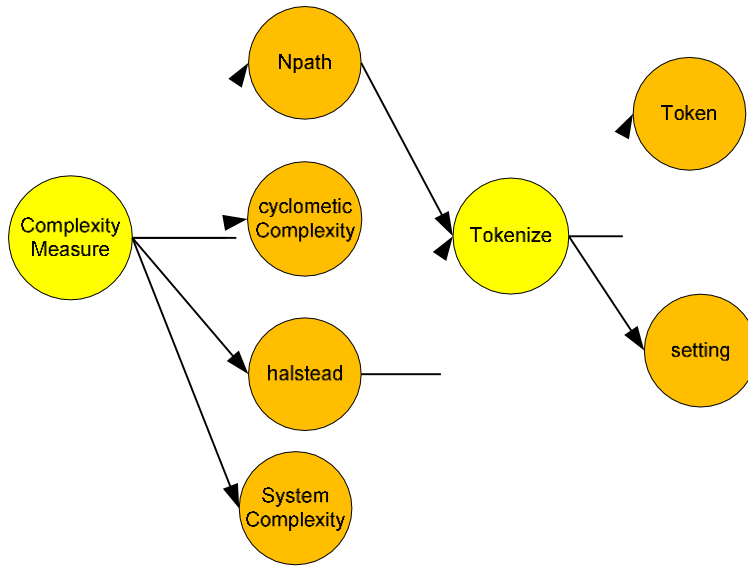 Npath
Token
cyclometic
Complexity
Complexity
Measure
Tokenize
setting
halstead
System
Complexity